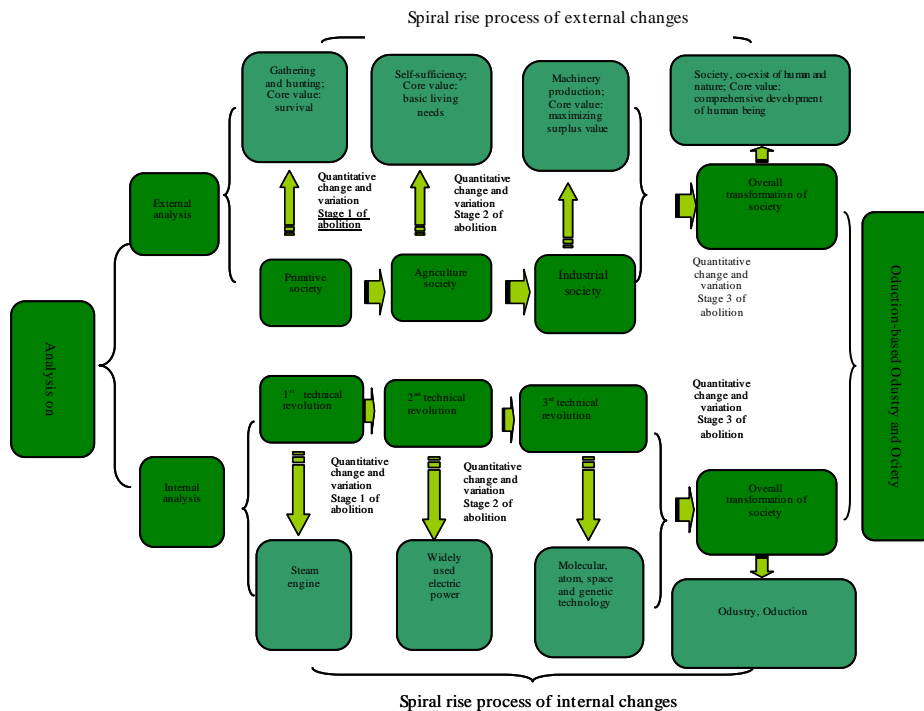 Spiral rise process of external changes
Gathering
and hunting;
Core value:
survival
Self-sufficiency;
Core value:
basic living
needs
Machinery
production;
Core value:
maximizing
surplus value
Society, co-exist of human and
nature; Core value:
comprehensive development
of human being
External
analysis
Quantitative
change and
variation
Stage 1 of
abolition
Quantitative
change and
variation
Stage 2 of
abolition
Overall
transformation of
society
Quantitative
change and
variation
Stage 3 of
abolition
Primitive
society
Agriculture
society
Industrial
society
Analysis on
Oduction-based Odustry and Ociety
1st technical
revolution
2st technical
revolution
3st technical
revolution
Quantitative
change and
variation
Stage 3 of
abolition
Internal
analysis
Quantitative
change and
variation
Stage 1 of
abolition
Quantitative
change and
variation
Stage 2 of
abolition
Overall
transformation of
society
Steam
engine
Widely
used
electric
power
Molecular,
atom, space
and genetic
technology
Odustry, Oduction
Spiral rise process of internal changes